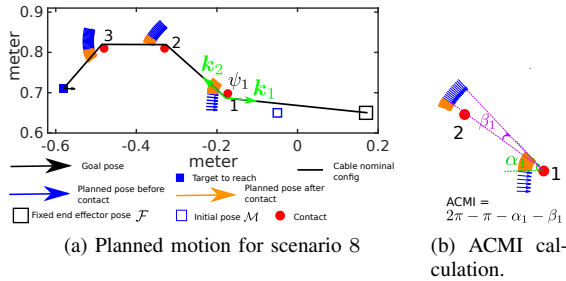 meter
0.9
0.8
0.7
0.6
-0.6
-0.4
-0.2
0
0.2
meter
3
2
1
k₂
ψ₁
k₁
Goal pose
Target to reach
Cable nominal config
Planned pose before contact
Planned pose after contact
Fixed end effector pose 𝓕
Initial pose 𝓜
Contact
(a) Planned motion for scenario 8
β₁
2
α₁
1
ACMI =
2π − π − α₁ − β₁
(b) ACMI cal-
culation.